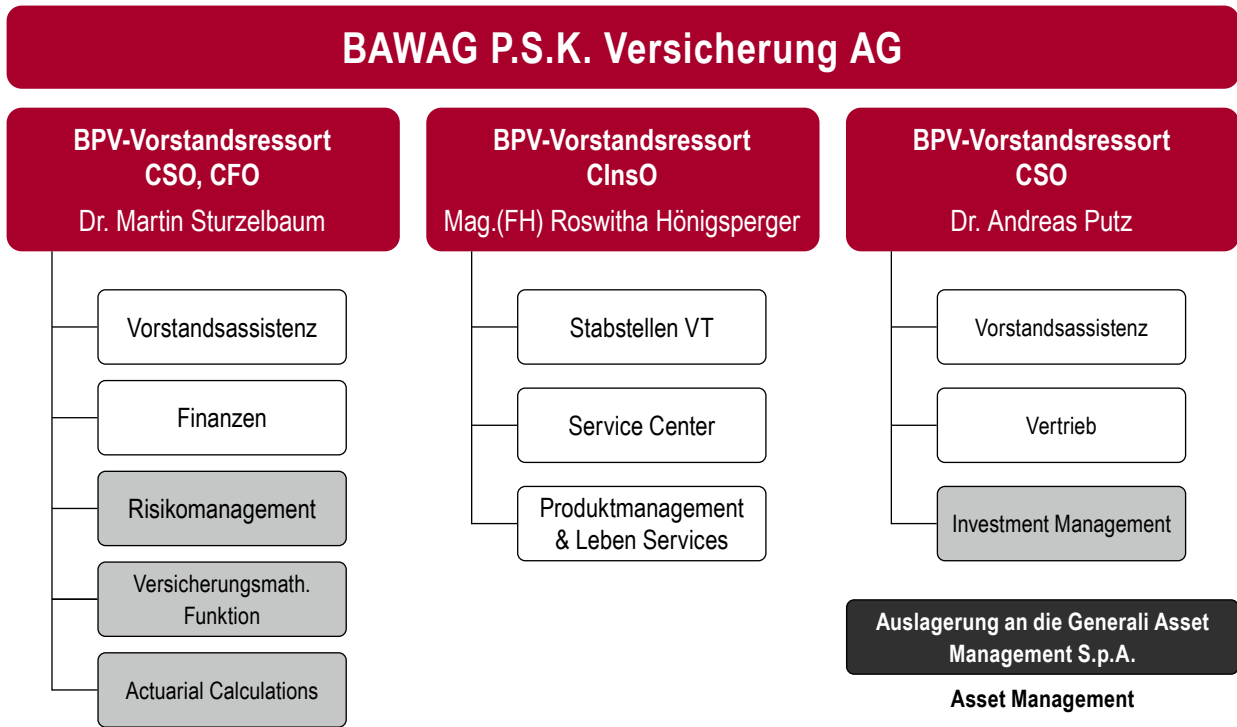 BAWAG P.S.K. Versicherung AG
BPV-Vorstandsressort
CSO, CFO
Dr. Martin Sturzelbaum
Vorstandsassistenz
Finanzen
Risikomanagement
Versicherungsmath.
Funktion
Actuarial Calculations
BPV-Vorstandsressort
CInsO
Mag.(FH) Roswitha Hönigsperger
Stabstellen VT
Service Center
Produktmanagement
& Leben Services
BPV-Vorstandsressort
CSO
Dr. Andreas Putz
Vorstandsassistenz
Vertrieb
Investment Management
Auslagerung an die Generali Asset
Management S.p.A.
Asset Management